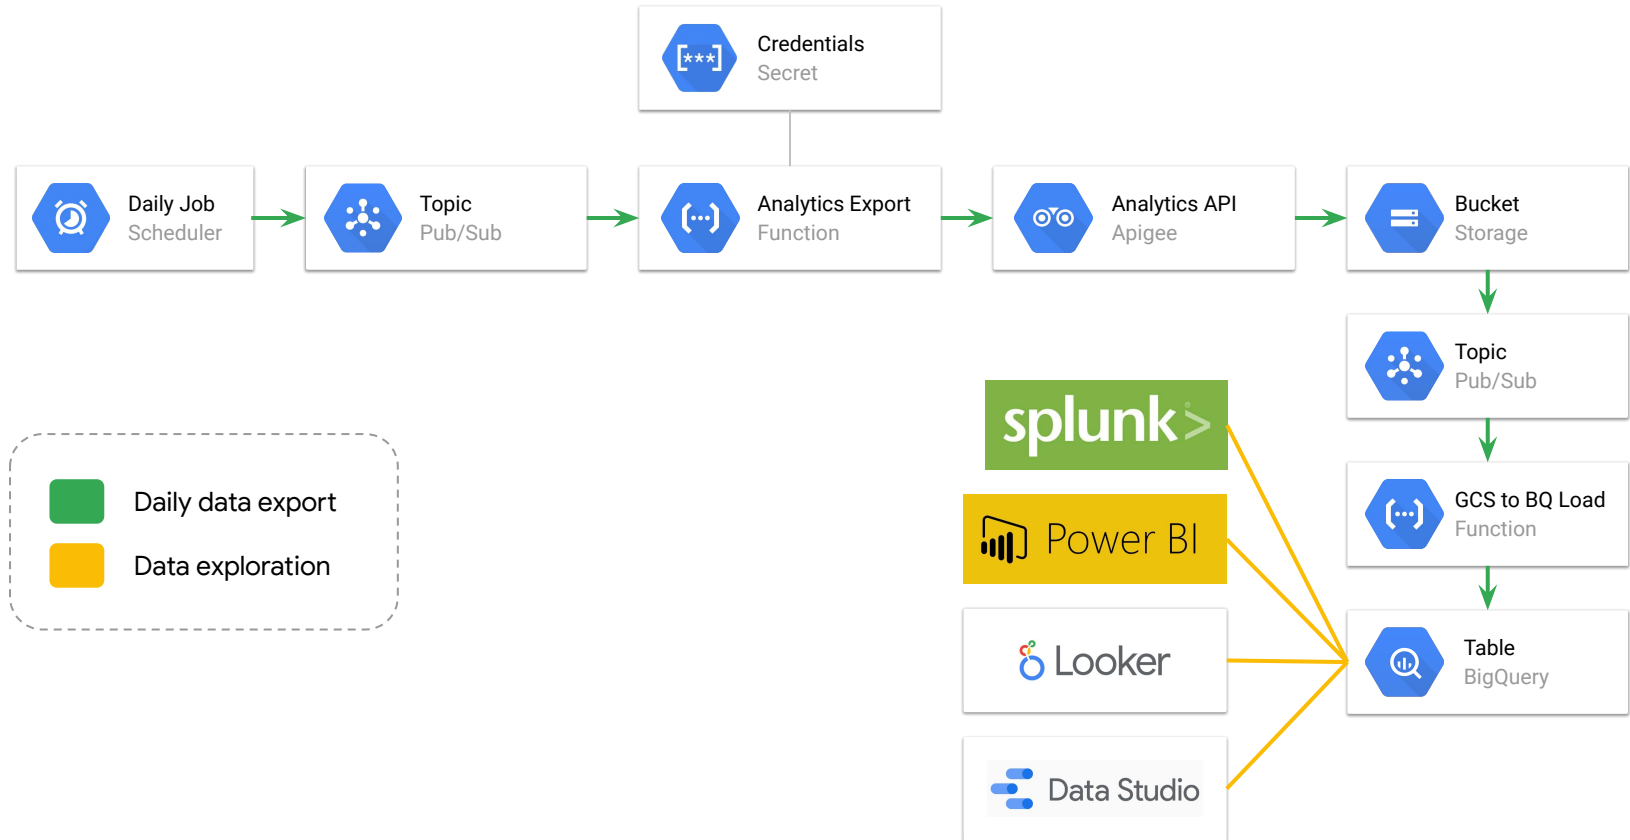 [***]
Credentials
Secret
Daily Job
Scheduler
Topic
Pub/Sub
Analytics Export
Function
Analytics API
Apigee
Bucket
Storage
Topic
Pub/Sub
splunk>
GCS to BQ Load
Function
Daily data export
Data exploration
Power BI
Looker
Table
BigQuery
Data Studio